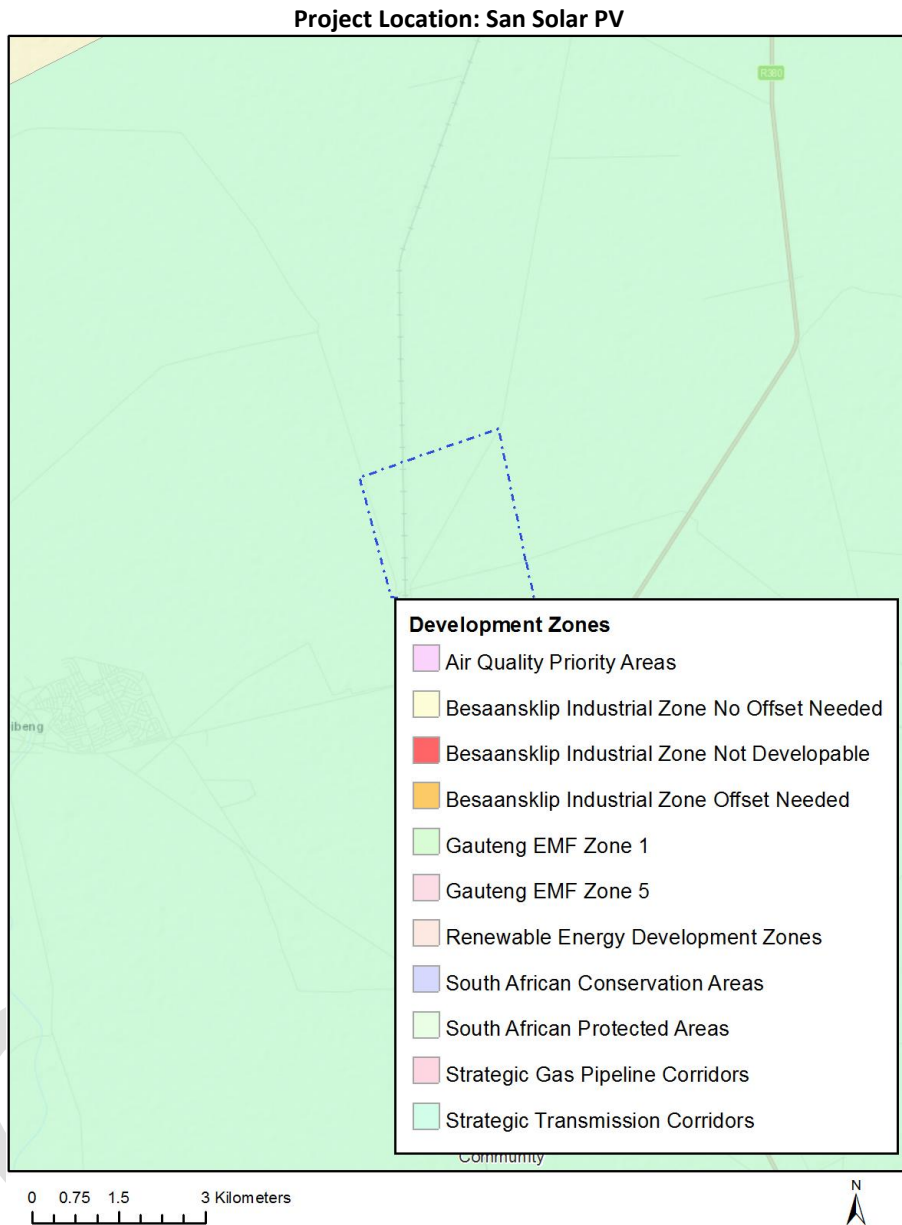 Project Location: San Solar PV
R380
ibeng
Development Zones
Air Quality Priority Areas
Besaansklip Industrial Zone No Offset Needed
Besaansklip Industrial Zone Not Developable
Besaansklip Industrial Zone Offset Needed
Gauteng EMF Zone 1
Gauteng EMF Zone 5
Renewable Energy Development Zones
South African Conservation Areas
South African Protected Areas
Strategic Gas Pipeline Corridors
Strategic Transmission Corridors
Community
0 0.75 1.5 3 Kilometers
N